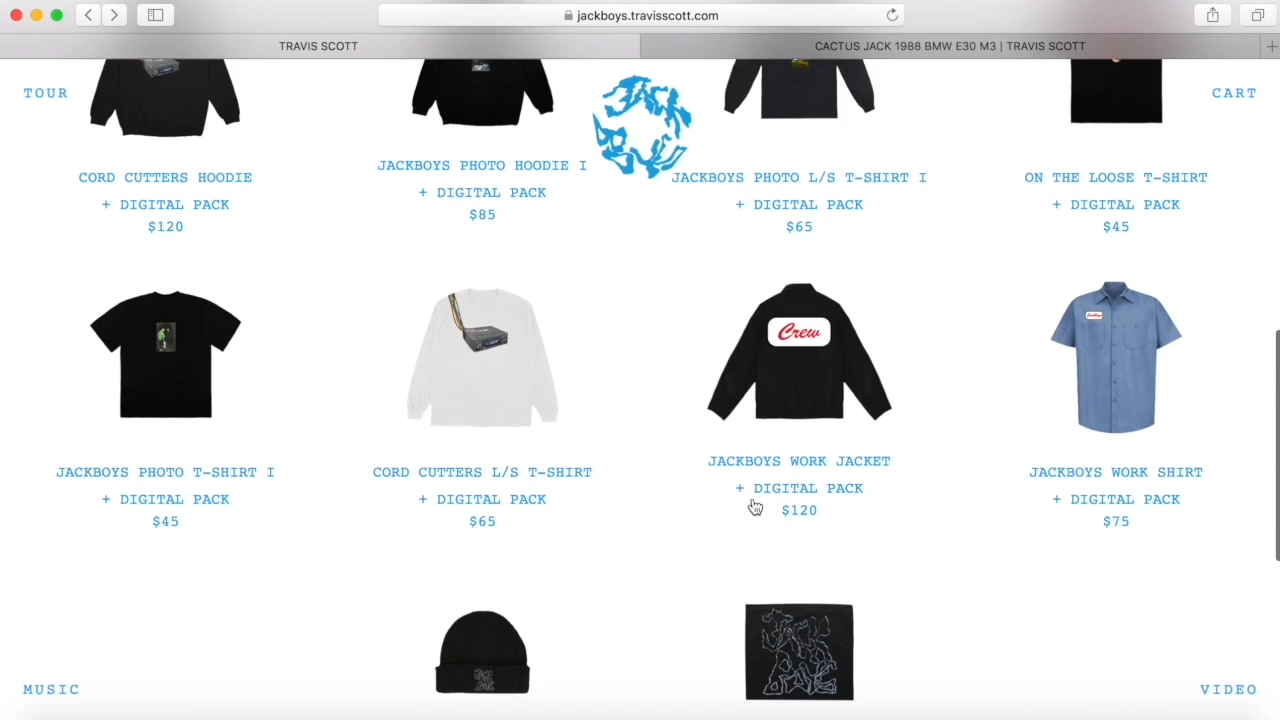 jackboys.travisscott.com
TRAVIS SCOTT
CACTUS JACK 1988 BMW E30 M3 | TRAVIS SCOTT
TOUR
JACK
BOYS
CART
CORD CUTTERS HOODIE
+ DIGITAL PACK
$120
JACKBOYS PHOTO HOODIE I
+ DIGITAL PACK
$85
JACKBOYS PHOTO L/S T-SHIRT I
+ DIGITAL PACK
$65
ON THE LOOSE T-SHIRT
+ DIGITAL PACK
$45
Crew
JACKBOYS PHOTO T-SHIRT I
+ DIGITAL PACK
$45
CORD CUTTERS L/S T-SHIRT
+ DIGITAL PACK
$65
JACKBOYS WORK JACKET
+ DIGITAL PACK
$120
JACKBOYS WORK SHIRT
+ DIGITAL PACK
$75
MUSIC
VIDEO